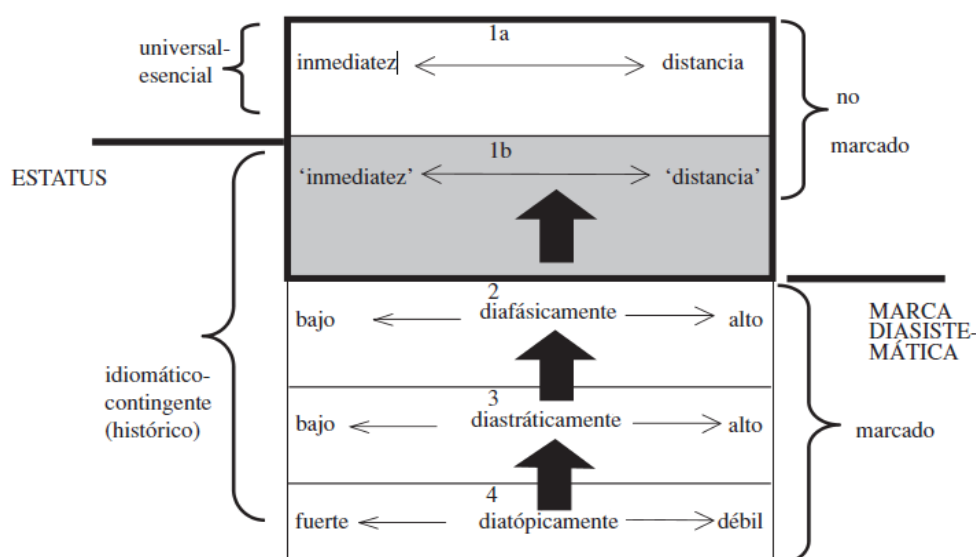 1a
universal-
esencial
inmediatez
distancia
no
marcado
1b
ESTATUS
‘inmediatez’
‘distancia’
2
bajo
diafásicamente
alto
MARCA
DIASISTE-
MÁTICA
idiomático-
contingente
(histórico)
3
bajo
diastráticamente
alto
marcado
4
fuerte
diatópicamente
débil